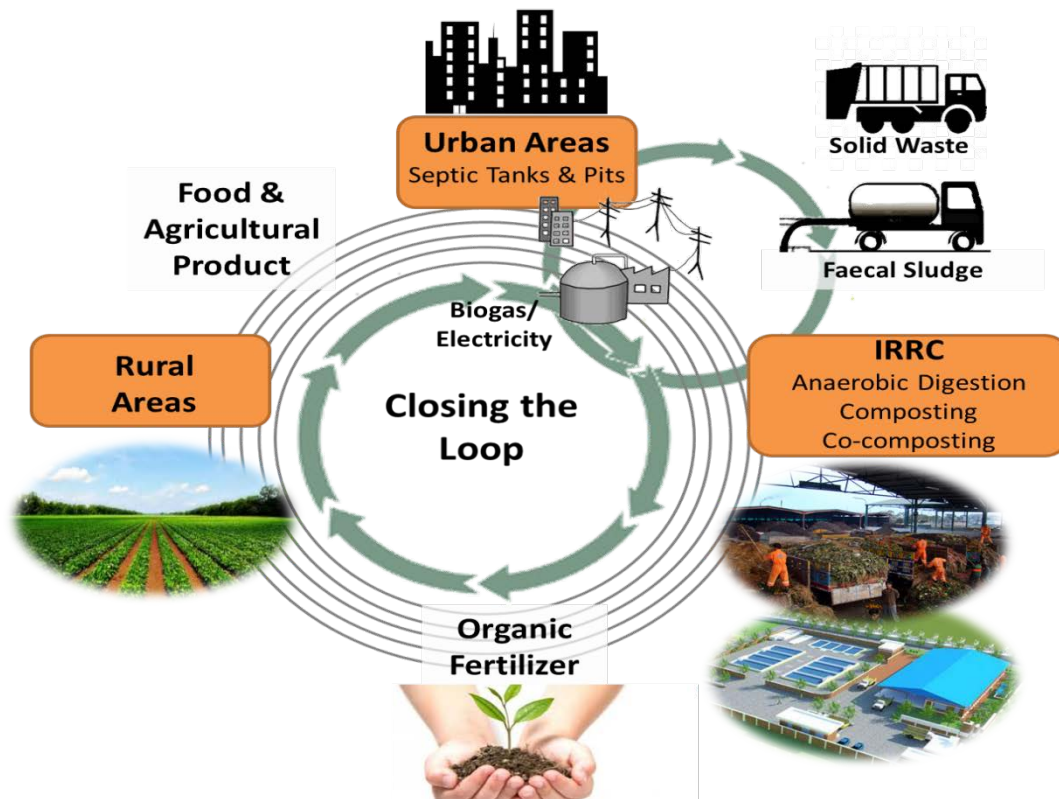 Urban Areas
Septic Tanks & Pits
Solid Waste
Faecal Sludge
Food &
Agricultural
Product
Biogas/
Electricity
Rural
Areas
Closing the
Loop
IRRC
Anaerobic Digestion
Composting
Co-composting
Organic
Fertilizer